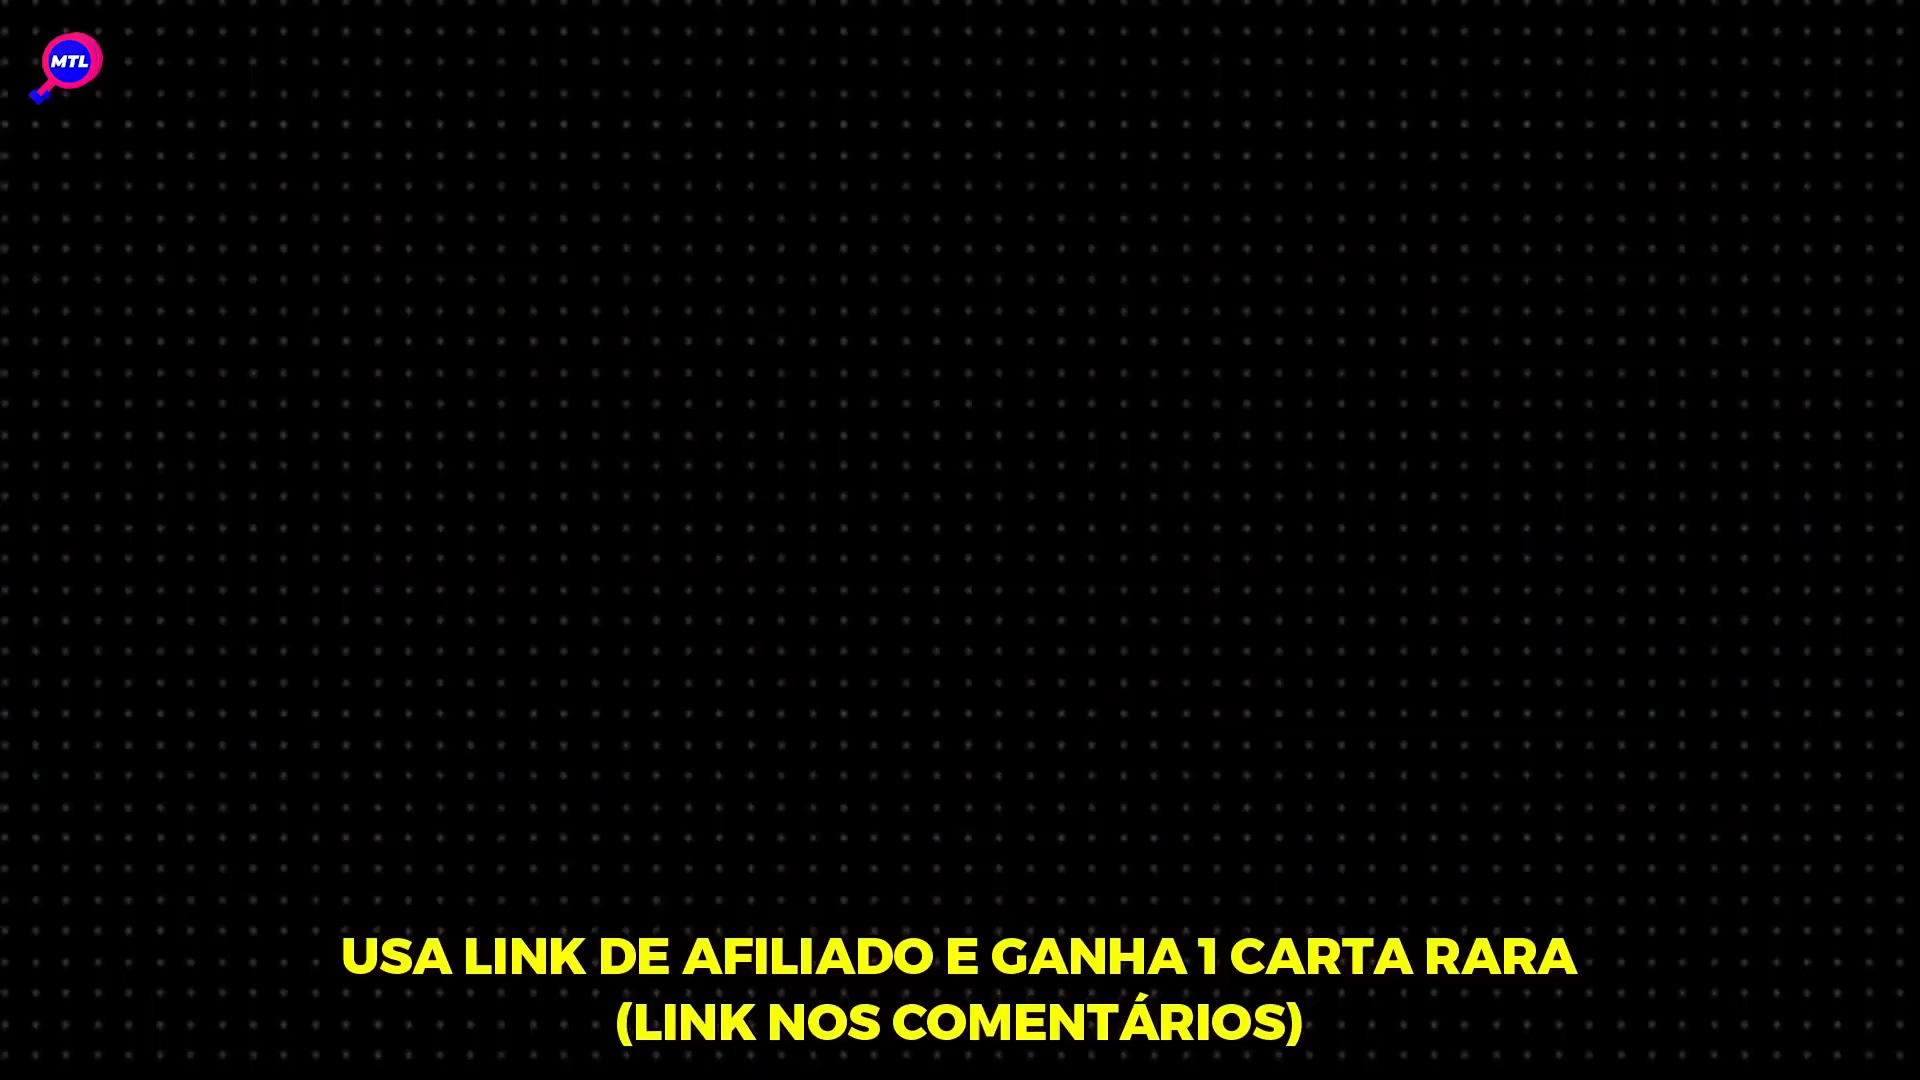 MTL
USA LINK DE AFILIADO E GANHA 1 CARTA RARA
(LINK NOS COMENTÁRIOS)